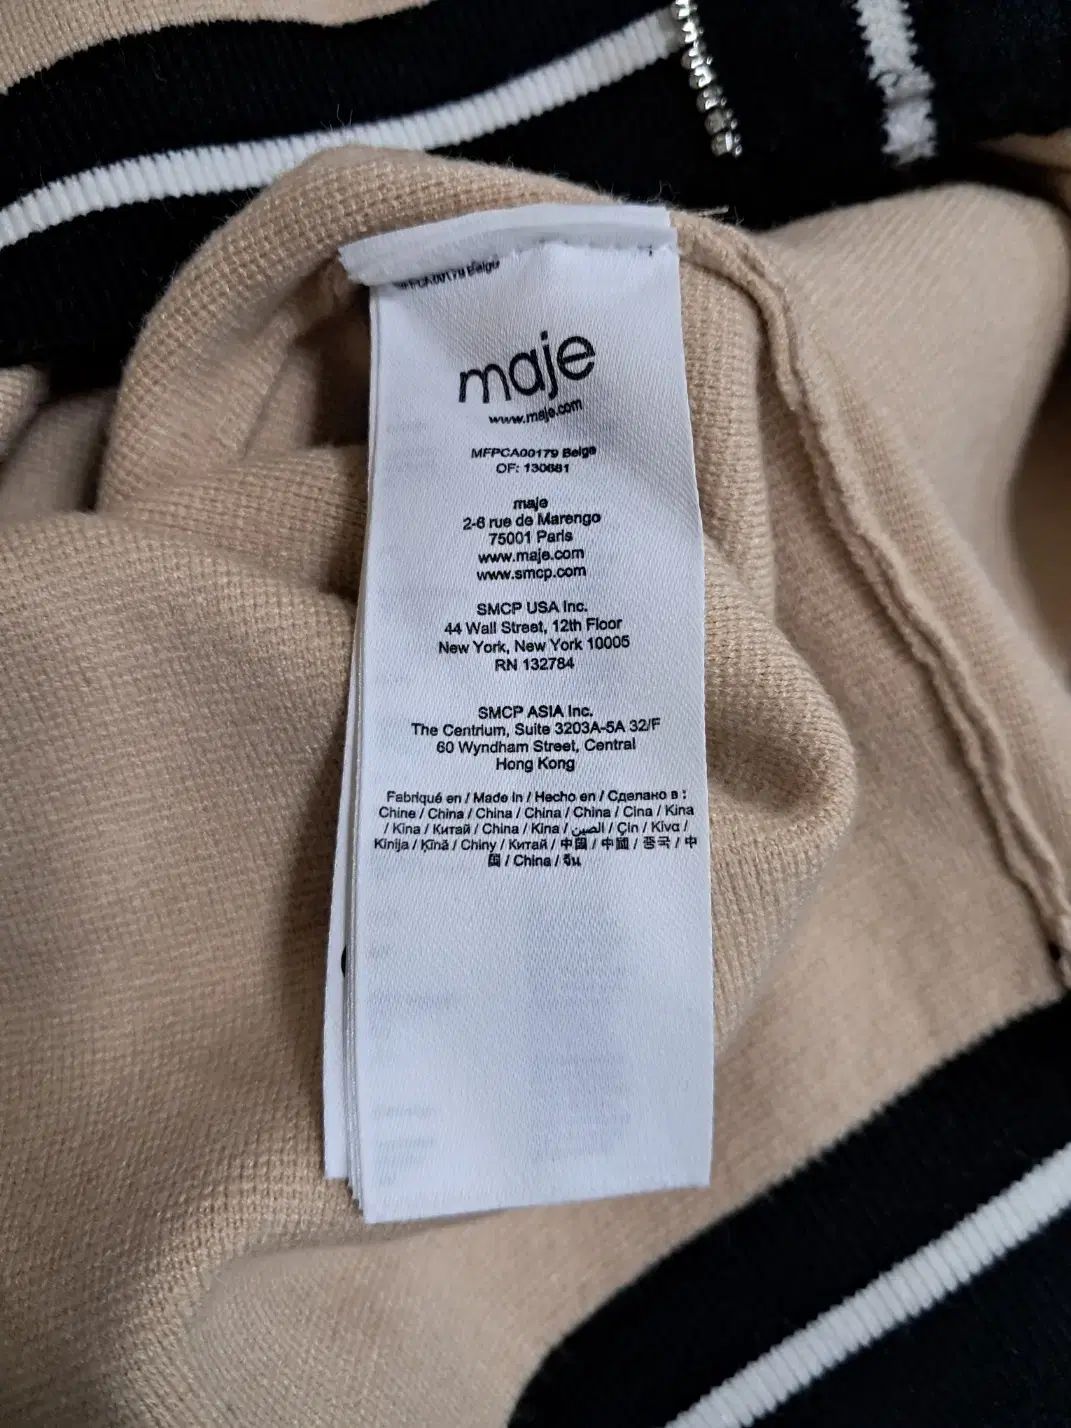 MFPCA00179 Beige
maje
www.maje.com
MFPCA00179 Beige
OF: 130681
maje
2-6 rue de Marengo
75001 Paris
www.maje.com
www.smcp.com
SMCP USA Inc.
44 Wall Street, 12th Floor
New York, New York 10005
RN 132784
SMCP ASIA Inc.
The Centrium, Suite 3203A-5A 32/F
60 Wyndham Street, Central
Hong Kong
Fabriqué en / Made in / Hecho en / Сделано в :
Chine / China / China / China / China / Cina / Kina
/ Kina / Китай / China / Kina / الصين / Çin / Κίνα /
Kinija / Ķīnā / Chiny / Китай / 中国 / 中國 / 중국 / 中
国 / China / จีน